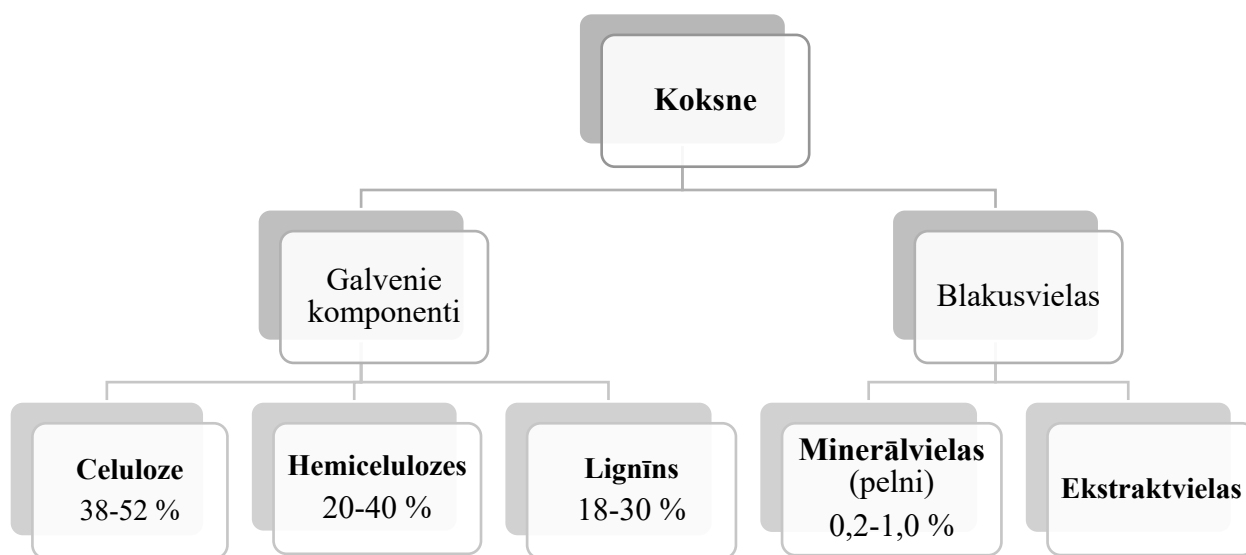 Koksne
Galvenie
komponenti
Blakusvielas
Celuloze
38-52 %
Hemicelulozes
20-40 %
Lignīns
18-30 %
Minerālvielas
(pelni)
0,2-1,0 %
Ekstraktvielas